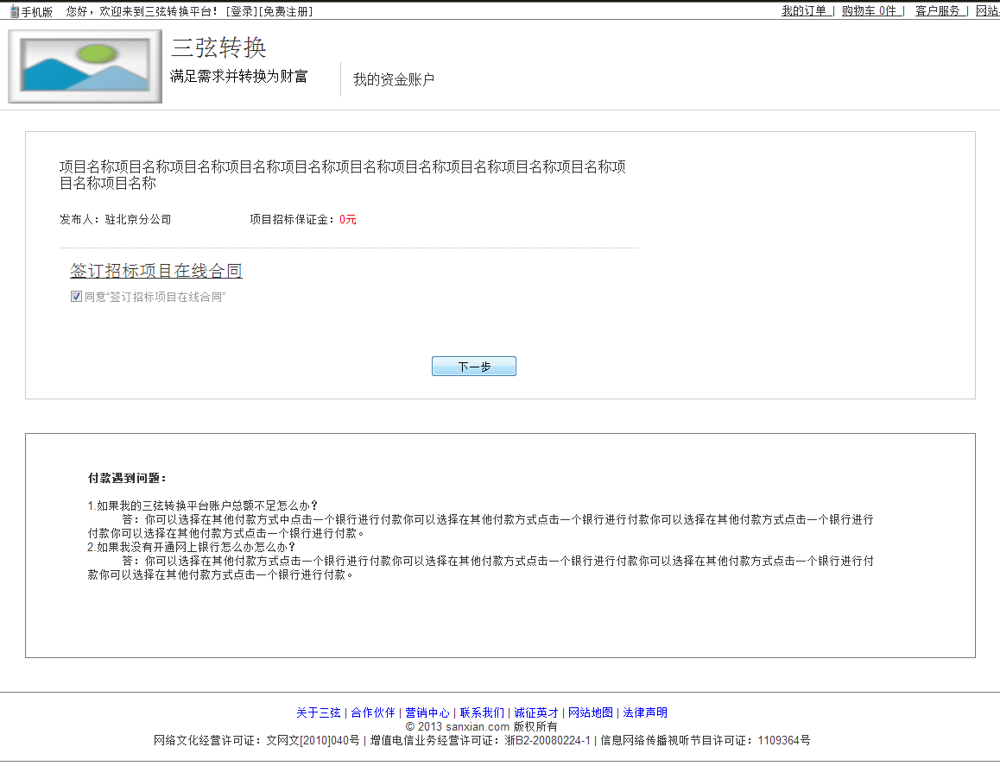 手机版 您好，欢迎来到三弦转换平台！[登录][免费注册] 我的订单 | 购物车 0件 | 客户服务 | 网站
三弦转换
满足需求并转换为财富
我的资金账户
项目名称项目名称项目名称项目名称项目名称项目名称项目名称项目名称项目名称项目名称项
目名称项目名称
发布人：驻北京分公司 项目招标保证金：0元
签订招标项目在线合同
同意“签订招标项目在线合同”
下一步
付款遇到问题：
1.如果我的三弦转换平台账户总额不足怎么办？
答：你可以选择在其他付款方式中点击一个银行进行付款你可以选择在其他付款方式点击一个银行进行付款你可以选择在其他付款方式点击一个银行进行
付款你可以选择在其他付款方式点击一个银行进行付款。
2.如果我没有开通网上银行怎么办怎么办？
答：你可以选择在其他付款方式点击一个银行进行付款你可以选择在其他付款方式点击一个银行进行付款你可以选择在其他付款方式点击一个银行进行付
款你可以选择在其他付款方式点击一个银行进行付款。
关于三弦 | 合作伙伴 | 营销中心 | 联系我们 | 诚征英才 | 网站地图 | 法律声明
© 2013 sanxian.com 版权所有
网络文化经营许可证：文网文[2010]040号 | 增值电信业务经营许可证：浙B2-20080224-1 | 信息网络传播视听节目许可证：1109364号